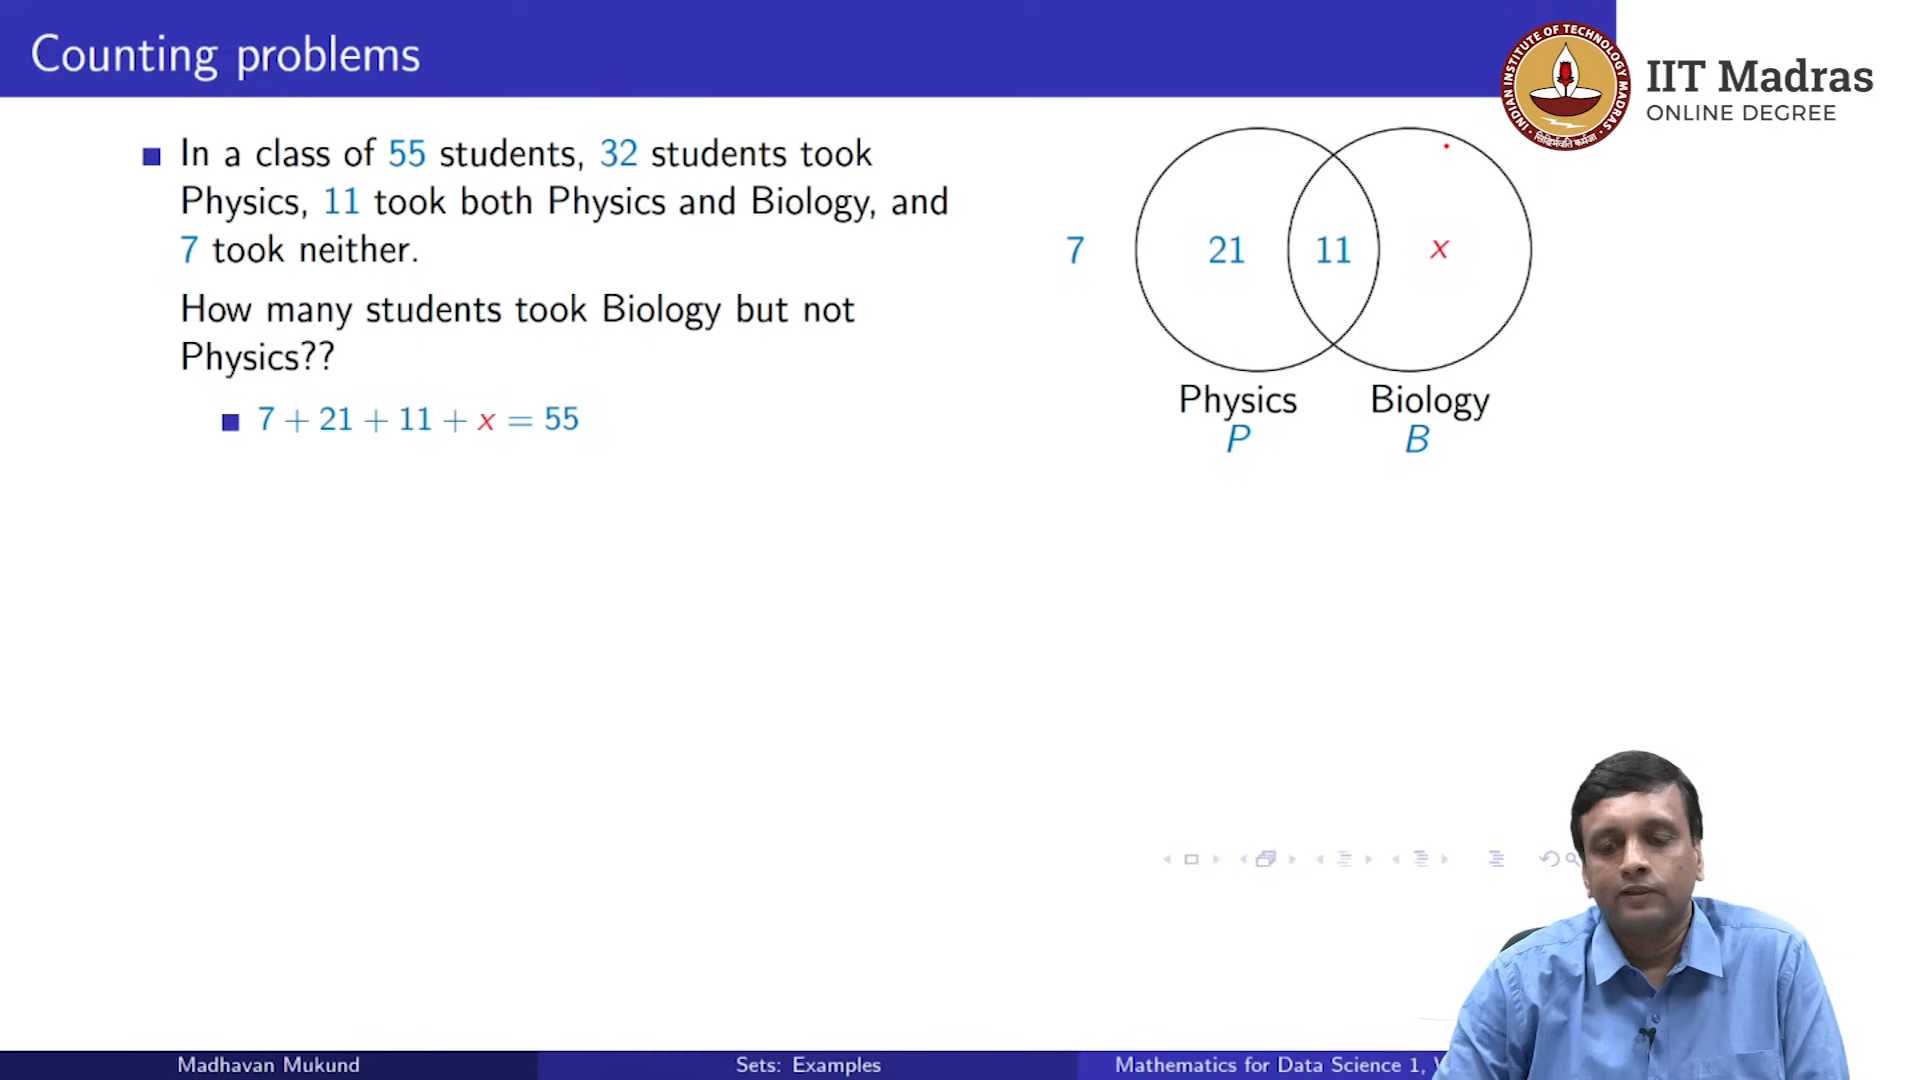 Counting problems
INDIAN INSTITUTE OF TECHNOLOGY MADRAS
IIT Madras
ONLINE DEGREE
In a class of 55 students, 32 students took
Physics, 11 took both Physics and Biology, and
7 took neither.
How many students took Biology but not
Physics??
7 + 21 + 11 + x = 55
7 21 11 x
Physics Biology
P B
Madhavan Mukund Sets: Examples Mathematics for Data Science 1,